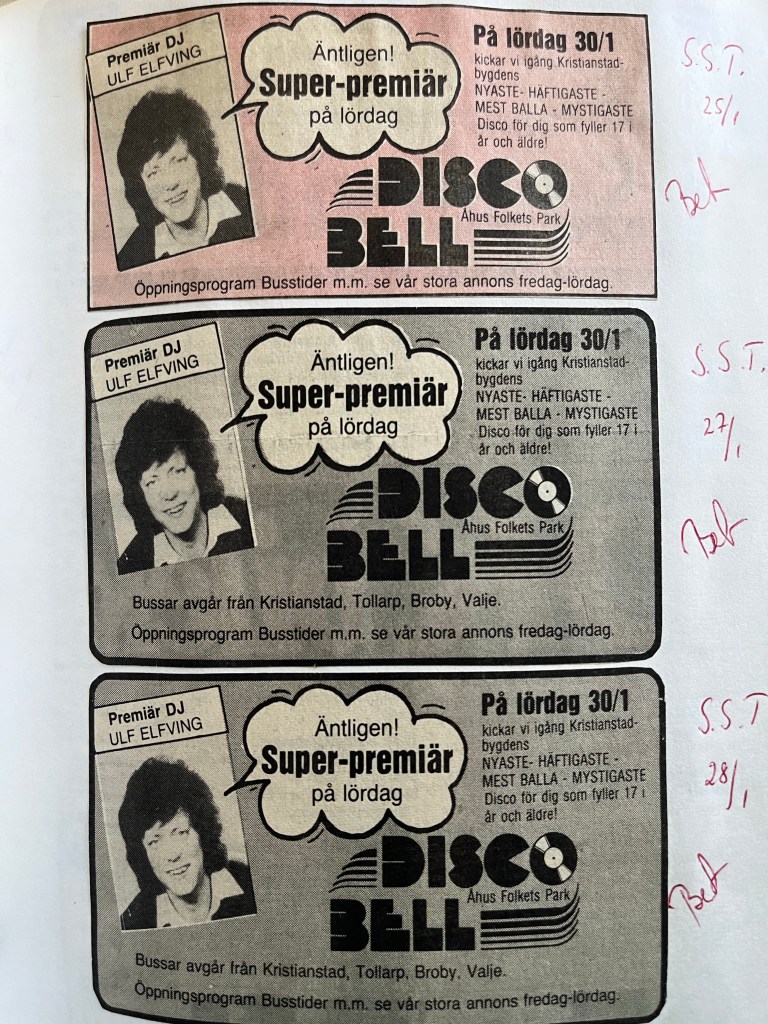 Premiär DJ
ULF ELFVING
Äntligen!
Super-premiär
på lördag
På lördag 30/1
kickar vi igång Kristianstad-
bygdens
NYASTE- HÄFTIGASTE -
MEST BALLA - MYSTIGASTE
Disco för dig som fyller 17 i
år och äldre!
DISCO
Åhus Folkets Park
BELL
Öppningsprogram Busstider m.m. se vår stora annons fredag-lördag.
S.S.T.
25/1
Bet
Premiär DJ
ULF ELFVING
Äntligen!
Super-premiär
på lördag
På lördag 30/1
kickar vi igång Kristianstad-
bygdens
NYASTE- HÄFTIGASTE -
MEST BALLA - MYSTIGASTE
Disco för dig som fyller 17 i
år och äldre!
DISCO
Åhus Folkets Park
BELL
Bussar avgår från Kristianstad, Tollarp, Broby, Valje.
Öppningsprogram Busstider m.m. se vår stora annons fredag-lördag.
S.S.T.
27/1
Bet
Premiär DJ
ULF ELFVING
Äntligen!
Super-premiär
på lördag
På lördag 30/1
kickar vi igång Kristianstad-
bygdens
NYASTE- HÄFTIGASTE -
MEST BALLA - MYSTIGASTE
Disco för dig som fyller 17 i
år och äldre!
DISCO
Åhus Folkets Park
BELL
Bussar avgår från Kristianstad, Tollarp, Broby, Valje.
Öppningsprogram Busstider m.m. se vår stora annons fredag-lördag.
S.S.T
28/1
Bet